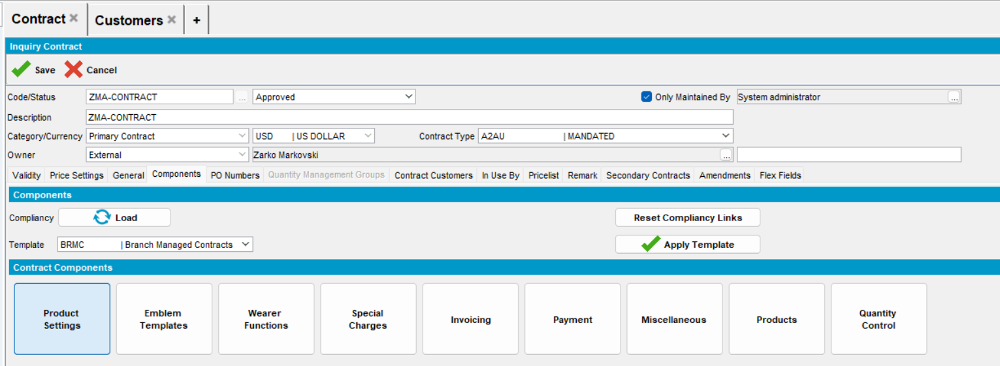 Contract Customers +
Inquiry Contract
Save Cancel
Code/Status ZMA-CONTRACT ... Approved Only Maintained By System administrator ...
Description ZMA-CONTRACT
Category/Currency Primary Contract USD | US DOLLAR Contract Type A2AU | MANDATED
Owner External Zarko Markovski ...
Validity Price Settings General Components PO Numbers Quantity Management Groups Contract Customers In Use By Pricelist Remark Secondary Contracts Amendments Flex Fields
Components
Compliancy Load Reset Compliancy Links
Template BRMC | Branch Managed Contracts Apply Template
Contract Components
Product
Settings
Emblem
Templates
Wearer
Functions
Special
Charges
Invoicing
Payment
Miscellaneous
Products
Quantity
Control